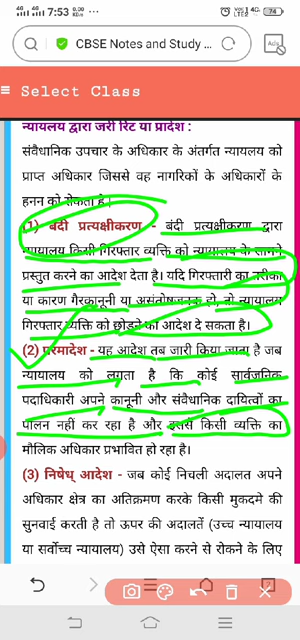 7:53
CBSE Notes and Study ...
Ads
Select Class
न्यायलय द्वारा जरी रिट या प्रादेश :
संवैधानिक उपचार के अधिकार के अंतर्गत न्यायलय को
प्राप्त अधिकार जिससे वह नागरिकों के अधिकारों के
हनन को रोकता है।
(1) बंदी प्रत्यक्षीकरण - बंदी प्रत्यक्षीकरण द्वारा
न्यायालय किसी गिरफ्तार व्यक्ति को न्यायालय के सामने
प्रस्तुत करने का आदेश देता है। यदि गिरफ्तारी का तरीका
या कारण गैरकानूनी या असंतोषजनक हो, तो न्यायालय
गिरफ्तार व्यक्ति को छोड़ने का आदेश दे सकता है।
(2) परमादेश - यह आदेश तब जारी किया जाता है जब
न्यायालय को लगता है कि कोई सार्वजनिक
पदाधिकारी अपने कानूनी और संवैधानिक दायित्वों का
पालन नहीं कर रहा है और इससे किसी व्यक्ति का
मौलिक अधिकार प्रभावित हो रहा है।
(3) निषेध् आदेश - जब कोई निचली अदालत अपने
अधिकार क्षेत्र का अतिक्रमण करके किसी मुकदमे की
सुनवाई करती है तो ऊपर की अदालतें (उच्च न्यायालय
या सर्वोच्च न्यायालय) उसे ऐसा करने से रोकने के लिए